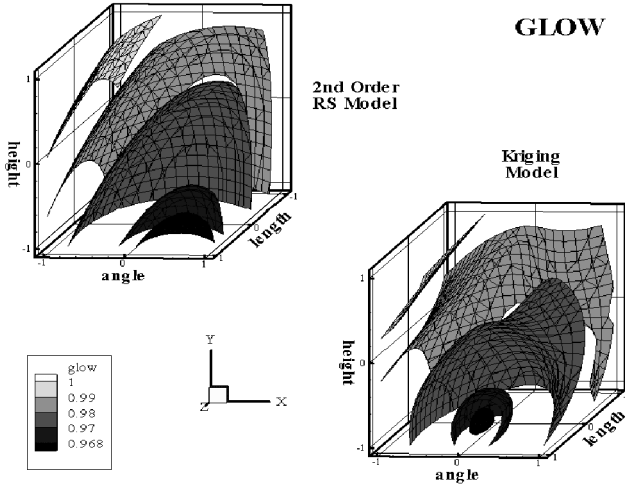 GLOW
2nd Order
RS Model
1
0
-1
height
-1
0
1
angle
1
0
-1
length
Kriging
Model
1
0
-1
height
-1
0
1
angle
1
0
-1
length
Y
Z
X
glow
1
0.99
0.98
0.97
0.968